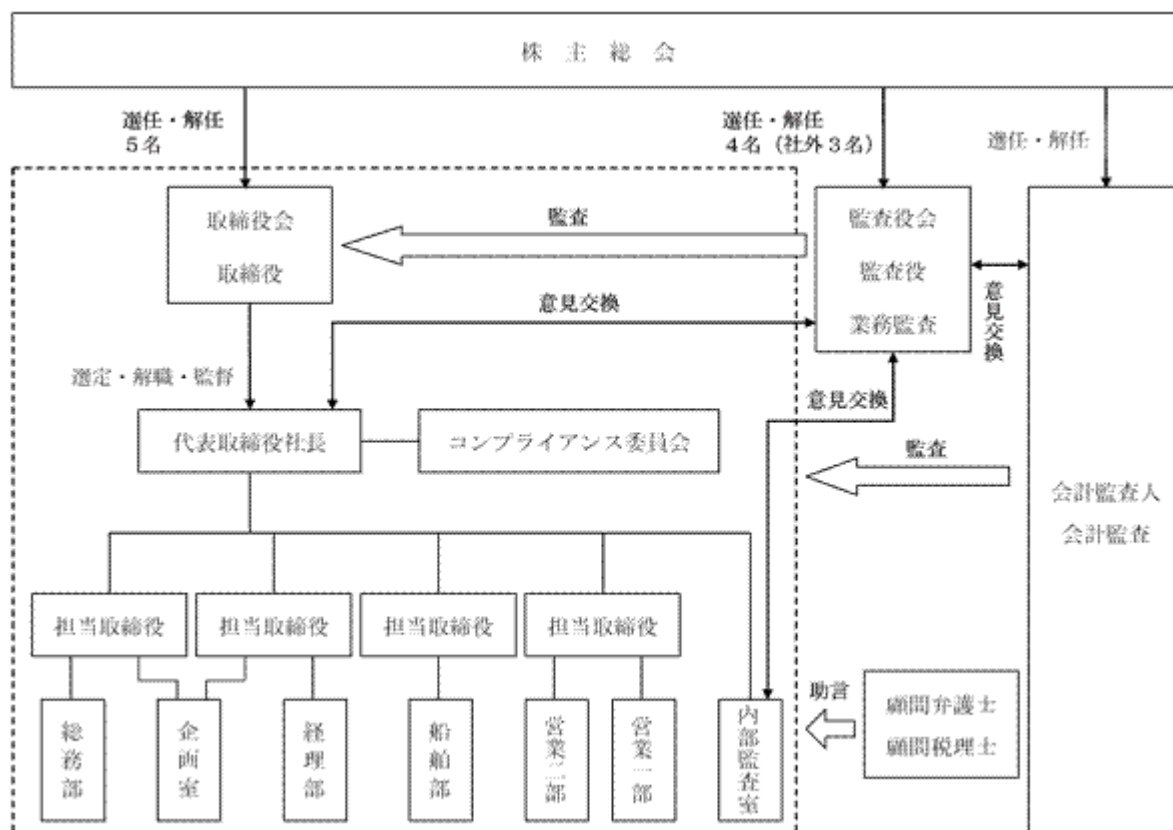 株主総会
選任・解任
５名
選任・解任
４名（社外３名）
選任・解任
取締役会
取締役
監査
監査役会
監査役
業務監査
意見交換
意見交換
選定・解職・監督
意見交換
代表取締役社長
コンプライアンス委員会
監査
会計監査人
会計監査
担当取締役
担当取締役
担当取締役
担当取締役
助言
顧問弁護士
顧問税理士
総務部
企画室
経理部
船舶部
営業二部
営業一部
内部監査室